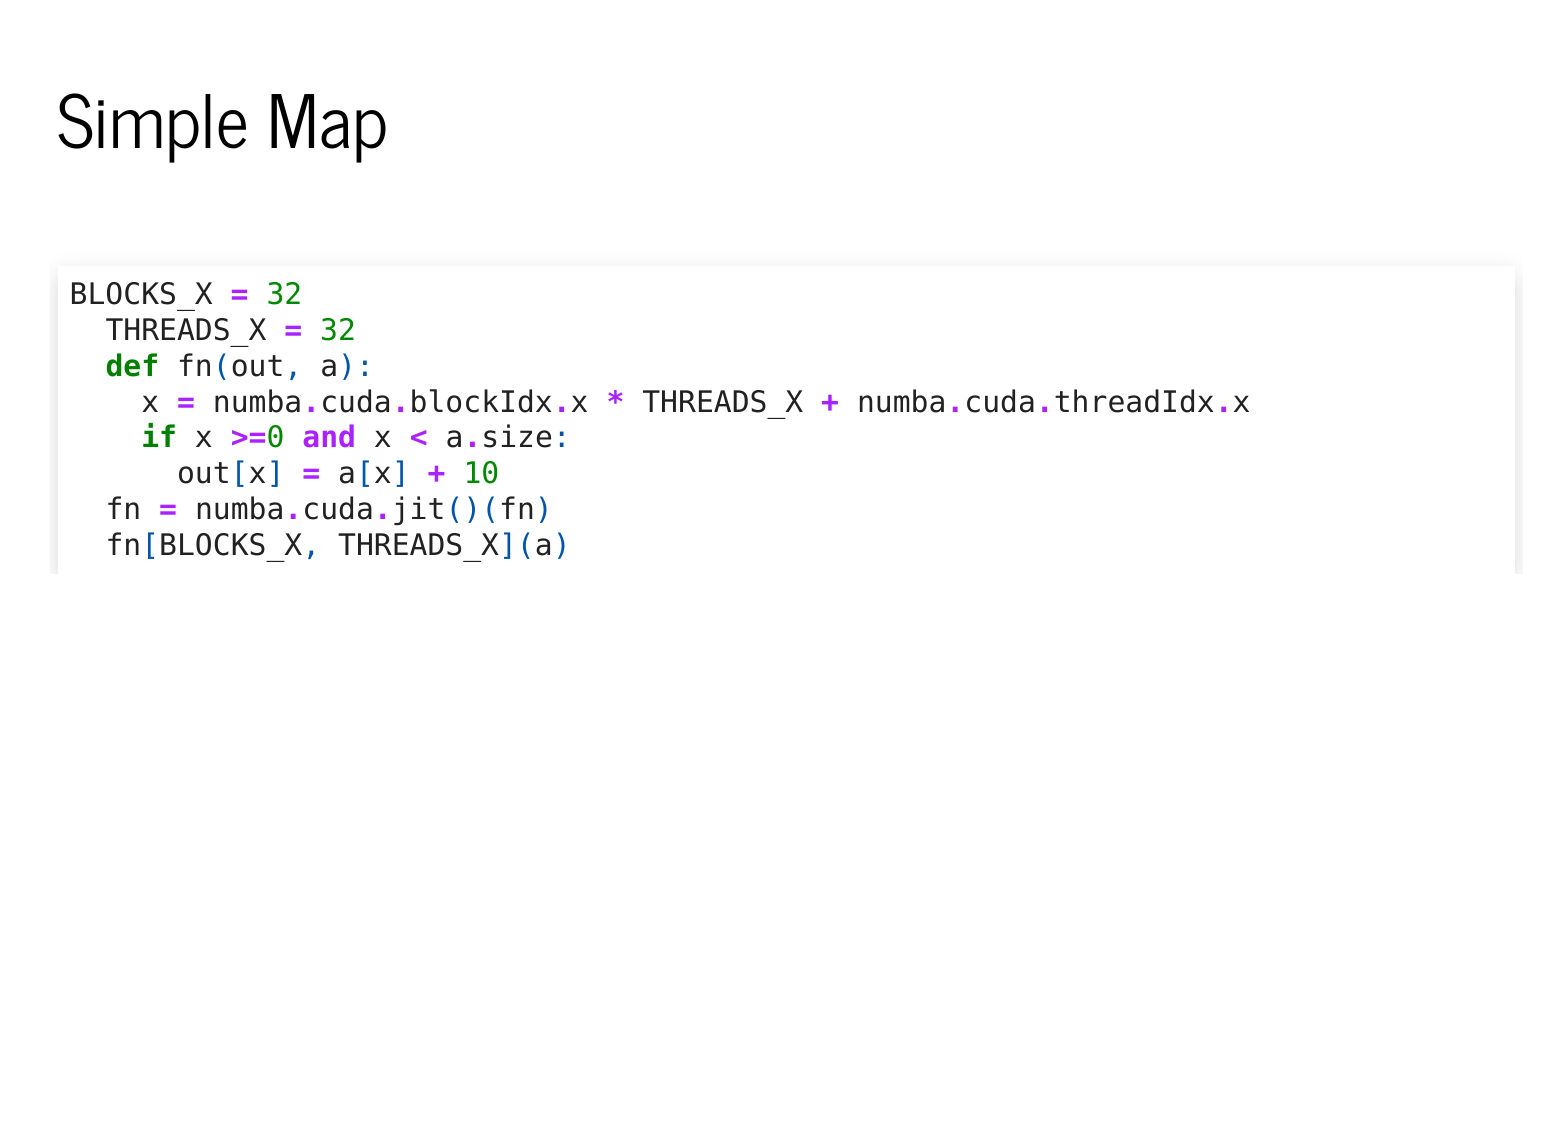 Simple Map
BLOCKS_X = 32
  THREADS_X = 32
  def fn(out, a):
    x = numba.cuda.blockIdx.x * THREADS_X + numba.cuda.threadIdx.x
    if x >=0 and x < a.size:
      out[x] = a[x] + 10
  fn = numba.cuda.jit()(fn)
  fn[BLOCKS_X, THREADS_X](a)